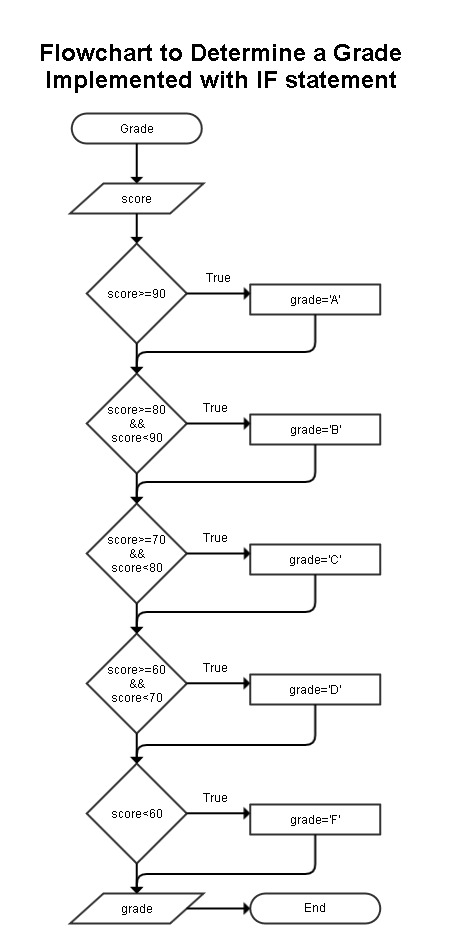 Flowchart to Determine a Grade
Implemented with IF statement
Grade
score
score>=90
True
grade='A'
score>=80
&&
score<90
True
grade='B'
score>=70
&&
score<80
True
grade='C'
score>=60
&&
score<70
True
grade='D'
score<60
True
grade='F'
grade
End